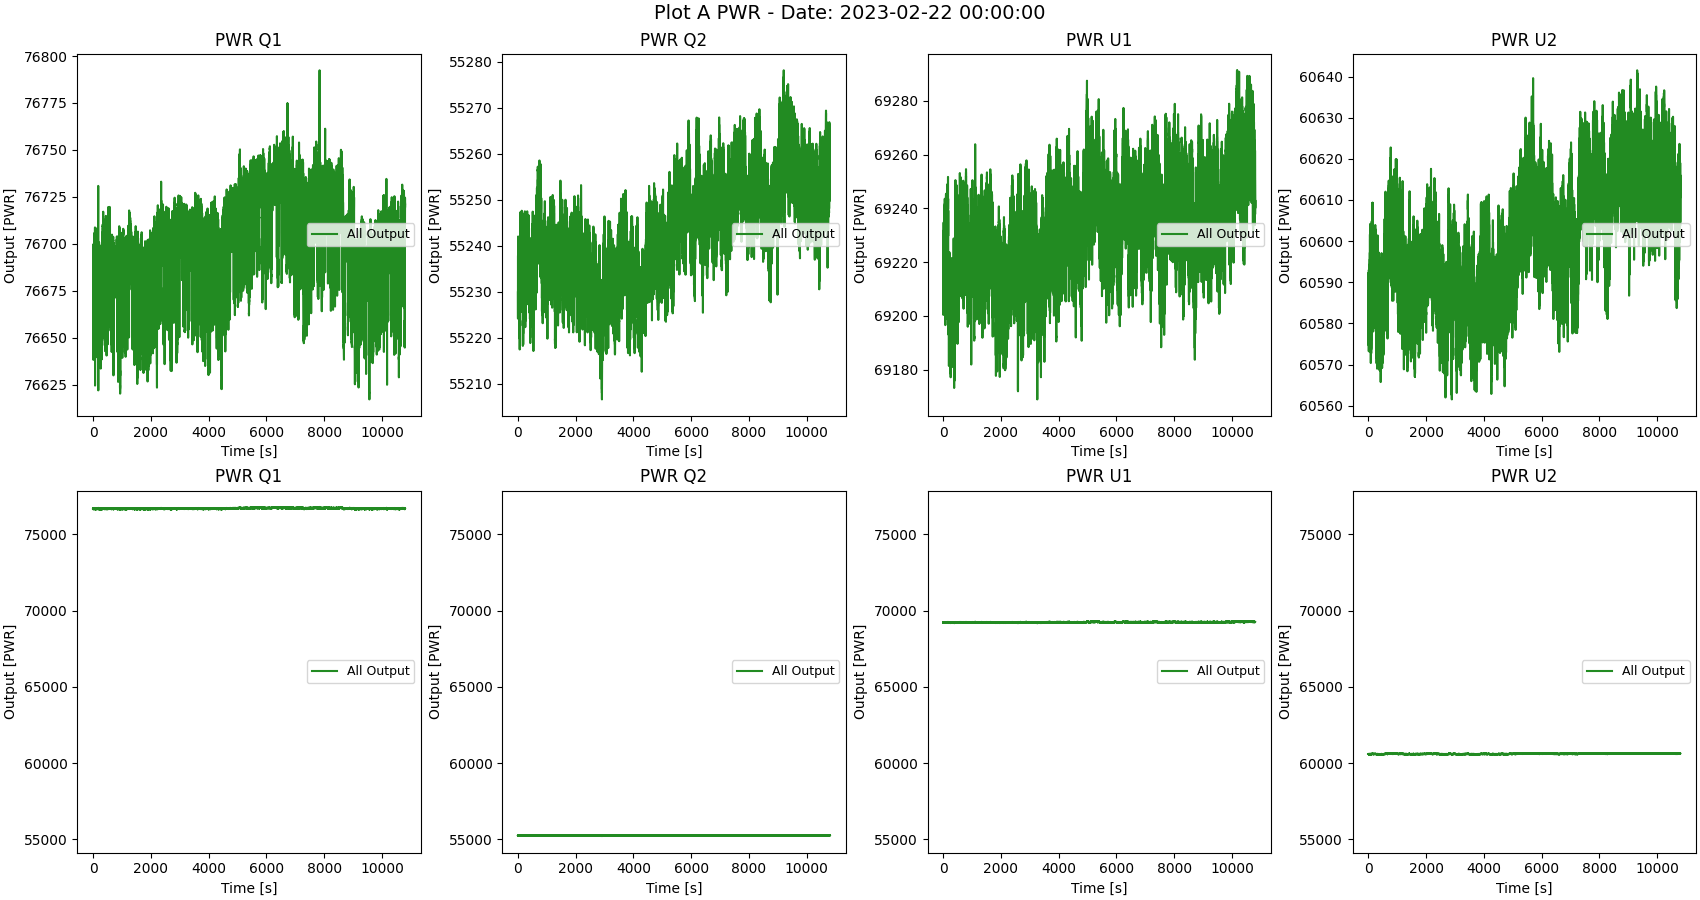 Plot A PWR - Date: 2023-02-22 00:00:00
PWR Q1
Output [PWR]
76800
76775
76750
76725
76700
76675
76650
76625
All Output
0 2000 4000 6000 8000 10000
Time [s]
PWR Q2
Output [PWR]
55280
55270
55260
55250
55240
55230
55220
55210
All Output
0 2000 4000 6000 8000 10000
Time [s]
PWR U1
Output [PWR]
69280
69260
69240
69220
69200
69180
All Output
0 2000 4000 6000 8000 10000
Time [s]
PWR U2
Output [PWR]
60640
60630
60620
60610
60600
60590
60580
60570
60560
All Output
0 2000 4000 6000 8000 10000
Time [s]
PWR Q1
Output [PWR]
75000
70000
65000
60000
55000
All Output
0 2000 4000 6000 8000 10000
Time [s]
PWR Q2
Output [PWR]
75000
70000
65000
60000
55000
All Output
0 2000 4000 6000 8000 10000
Time [s]
PWR U1
Output [PWR]
75000
70000
65000
60000
55000
All Output
0 2000 4000 6000 8000 10000
Time [s]
PWR U2
Output [PWR]
75000
70000
65000
60000
55000
All Output
0 2000 4000 6000 8000 10000
Time [s]